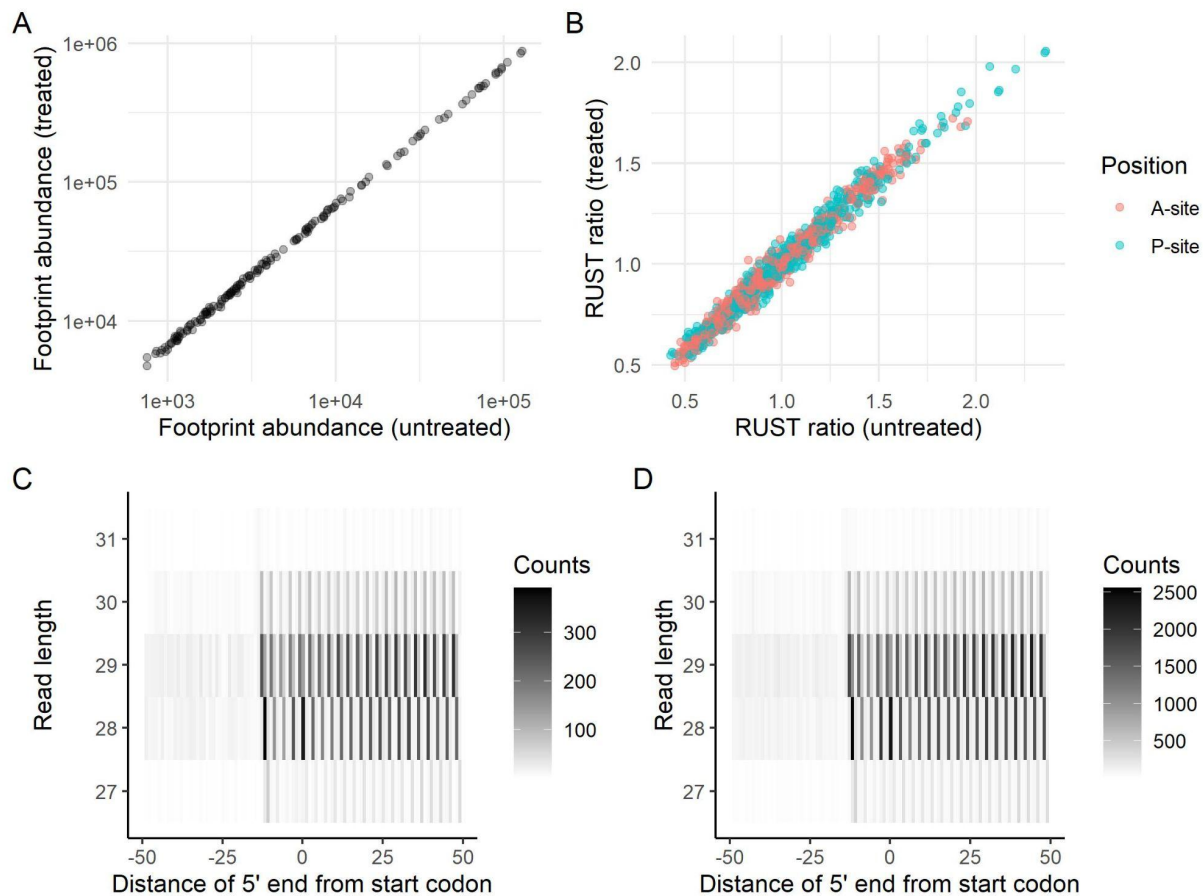 A
Footprint abundance (treated)
1e+06
1e+05
1e+04
1e+03
1e+04
1e+05
Footprint abundance (untreated)
B
RUST ratio (treated)
2.0
1.5
1.0
0.5
0.5
1.0
1.5
2.0
RUST ratio (untreated)
Position
A-site
P-site
C
Read length
31
30
29
28
27
-50
-25
0
25
50
Distance of 5' end from start codon
Counts
300
200
100
D
Read length
31
30
29
28
27
-50
-25
0
25
50
Distance of 5' end from start codon
Counts
2500
2000
1500
1000
500